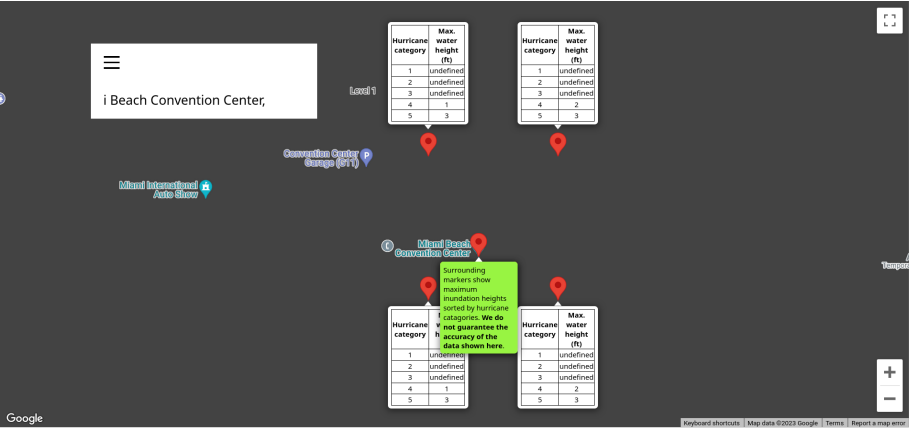 i Beach Convention Center,
Hurricane category Max. water height (ft)
1 undefined
2 undefined
3 undefined
4 1
5 3
Hurricane category Max. water height (ft)
1 undefined
2 undefined
3 undefined
4 2
5 3
Level 1
Convention Center
Garage (G11)
Miami International
Auto Show
Miami Beach
Convention Center
Surrounding
markers show
maximum
inundation heights
sorted by hurricane
catagories. We do
not guarantee the
accuracy of the
data shown here.
Hurricane category
1 undefined
2 undefined
3 undefined
4 1
5 3
Hurricane category Max. water height (ft)
1 undefined
2 undefined
3 undefined
4 2
5 3
Google
Keyboard shortcuts Map data ©2023 Google Terms Report a map error